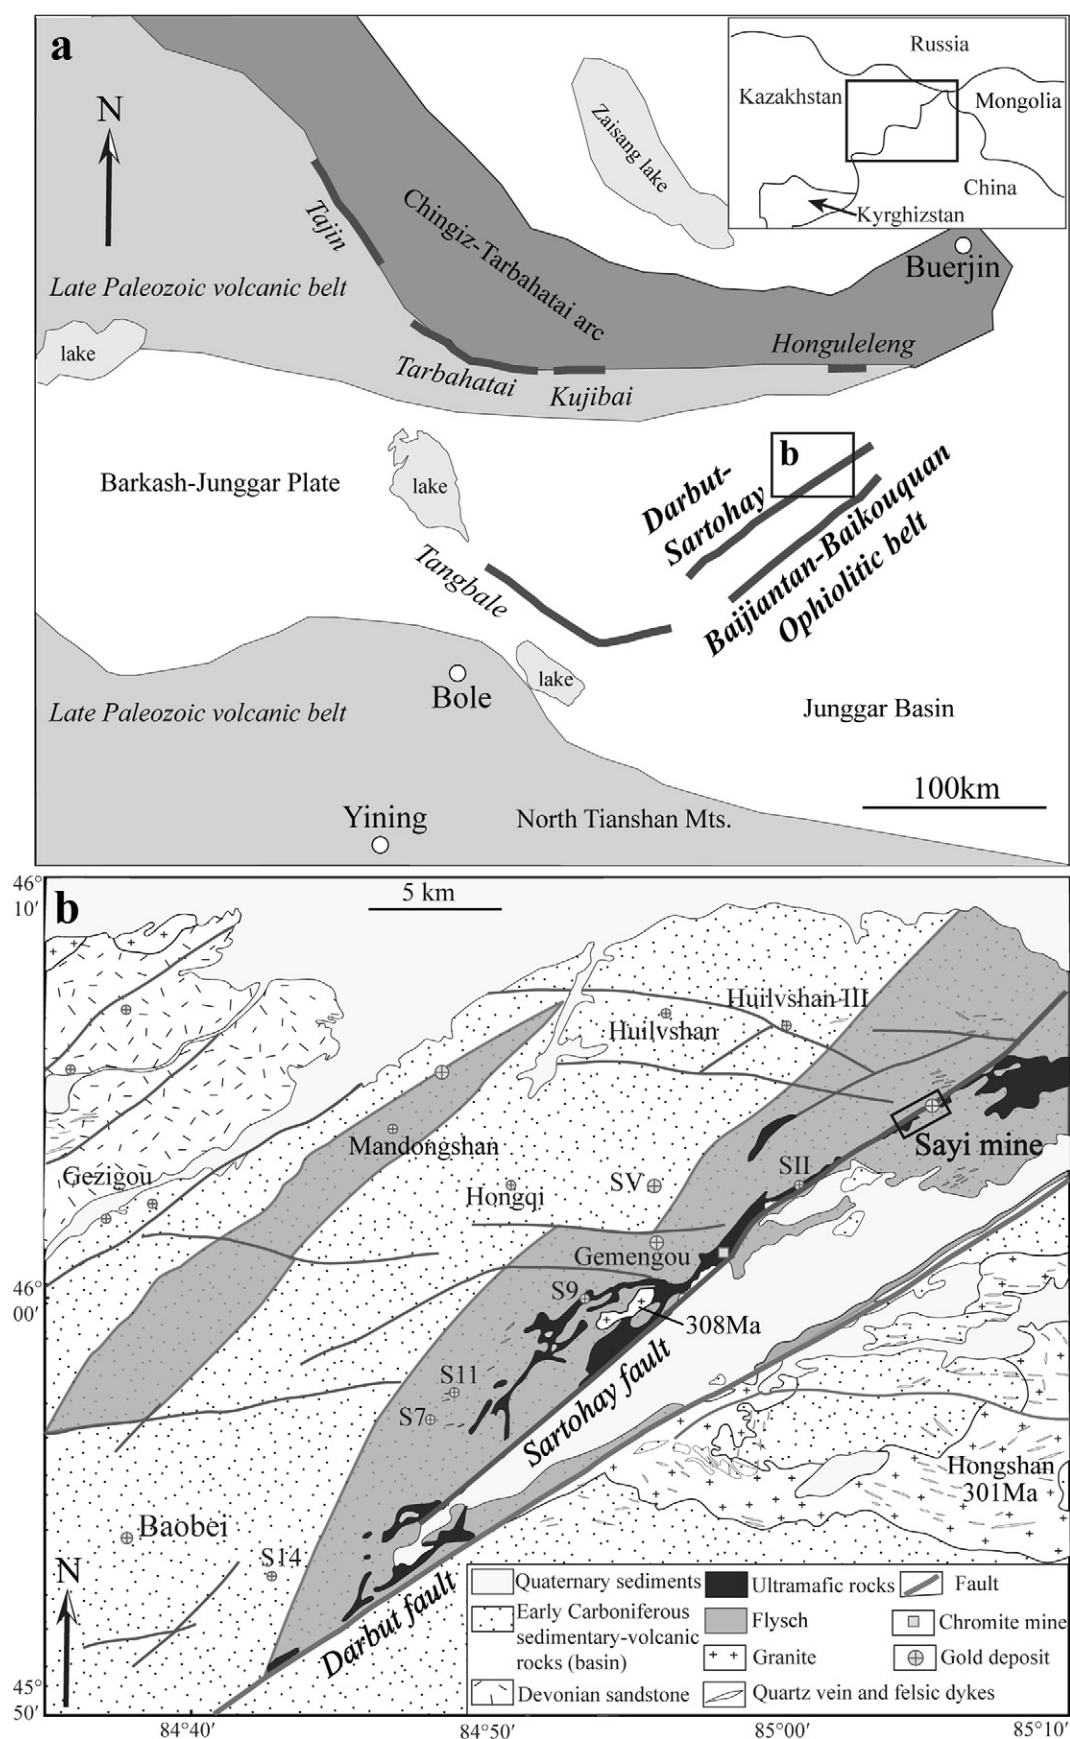 a
N
Russia
Kazakhstan
Mongolia
China
Kyrghizstan
Zaisang lake
Chingiz-Tarbahatai arc
Tajin
Buerjin
Late Paleozoic volcanic belt
lake
Tarbahatai
Kujibai
Honguleleng
Barkash-Junggar Plate
lake
b
Darbut-
Sartohay
Baijiantan-Baikouquan
Ophiolitic belt
Tangbale
lake
Bole
Late Paleozoic volcanic belt
Junggar Basin
100km
Yining
North Tianshan Mts.
46°
10′
b
5 km
Huilvshan III
Huilvshan
Mandongshan
Sayi mine
Gezigou
Hongqi
SV
SII
Gemengou
46°
00′
S9
308Ma
S11
S7
Sartohay fault
Hongshan
301Ma
Baobei
S14
N
Darbut fault
Quaternary sediments
Ultramafic rocks
Fault
Early Carboniferous
sedimentary-volcanic
rocks (basin)
Flysch
Chromite mine
Granite
Gold deposit
Devonian sandstone
Quartz vein and felsic dykes
45°
50′
84°40′
84°50′
85°00′
85°10′